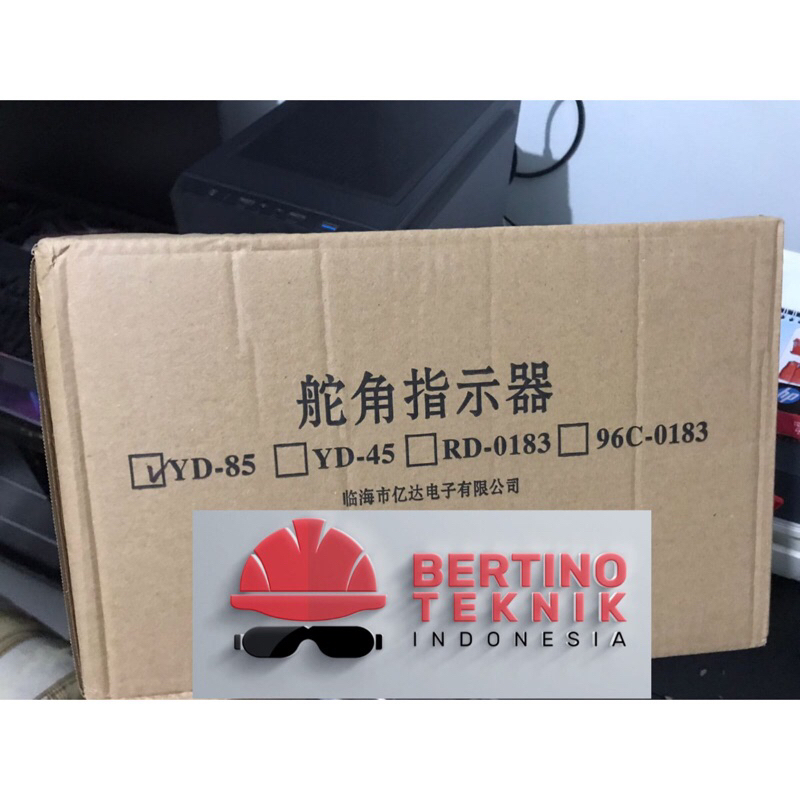 舵角指示器
☑YD-85 ☐YD-45 ☐RD-0183 ☐96C-0183
临海市亿达电子有限公司
BERTINO
TEKNIK
INDONESIA
hp